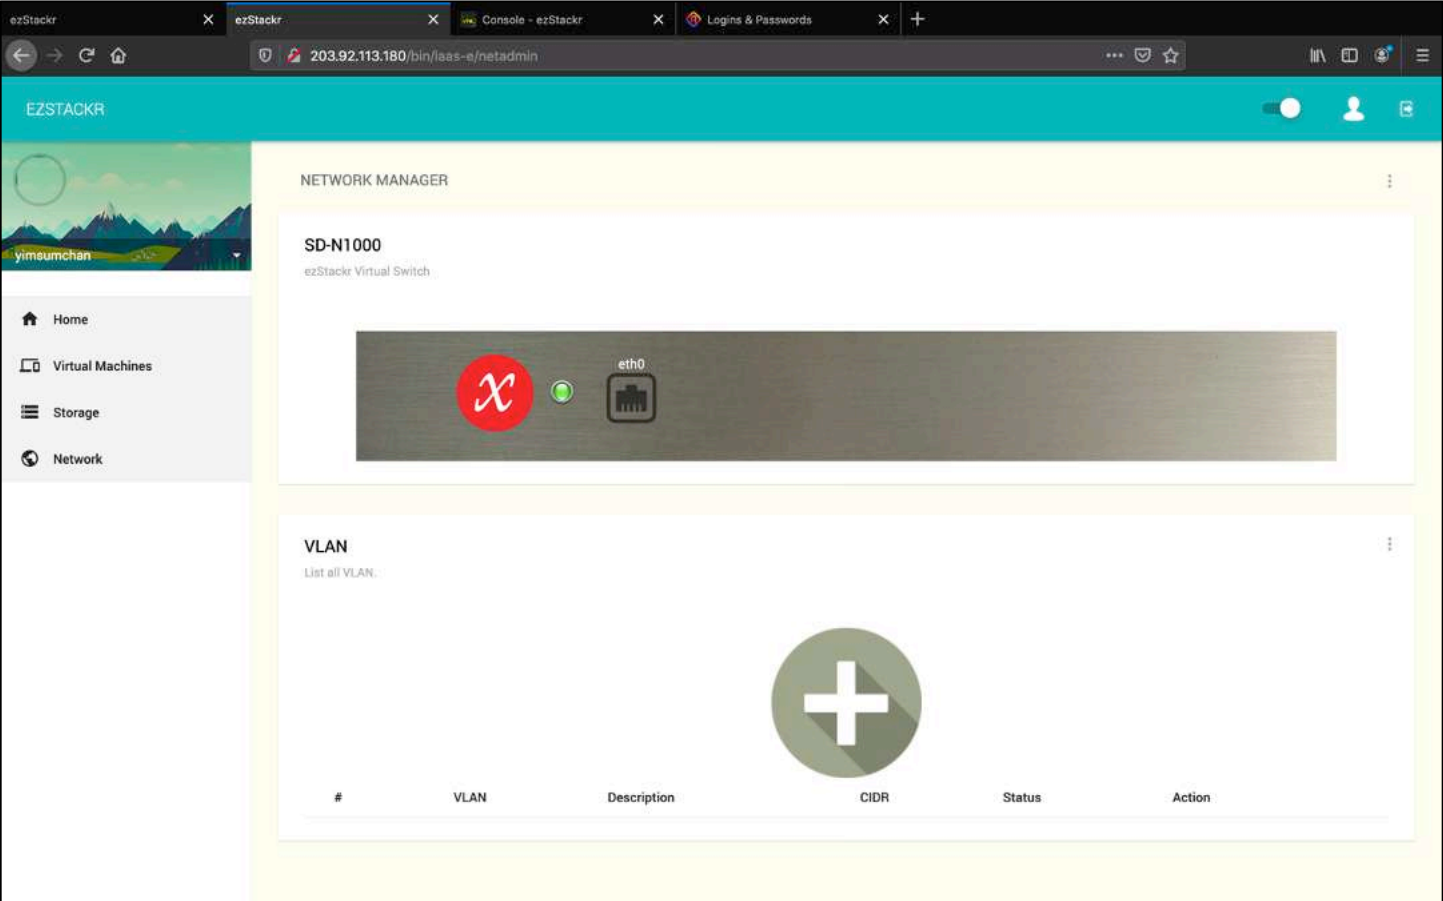 ezStackr
ezStackr
Console - ezStackr
Logins & Passwords
203.92.113.180/bin/iaas-e/netadmin
EZSTACKR
yimsumchan
Home
Virtual Machines
Storage
Network
NETWORK MANAGER
SD-N1000
ezStackr Virtual Switch
X
eth0
VLAN
List all VLAN.
# VLAN Description CIDR Status Action